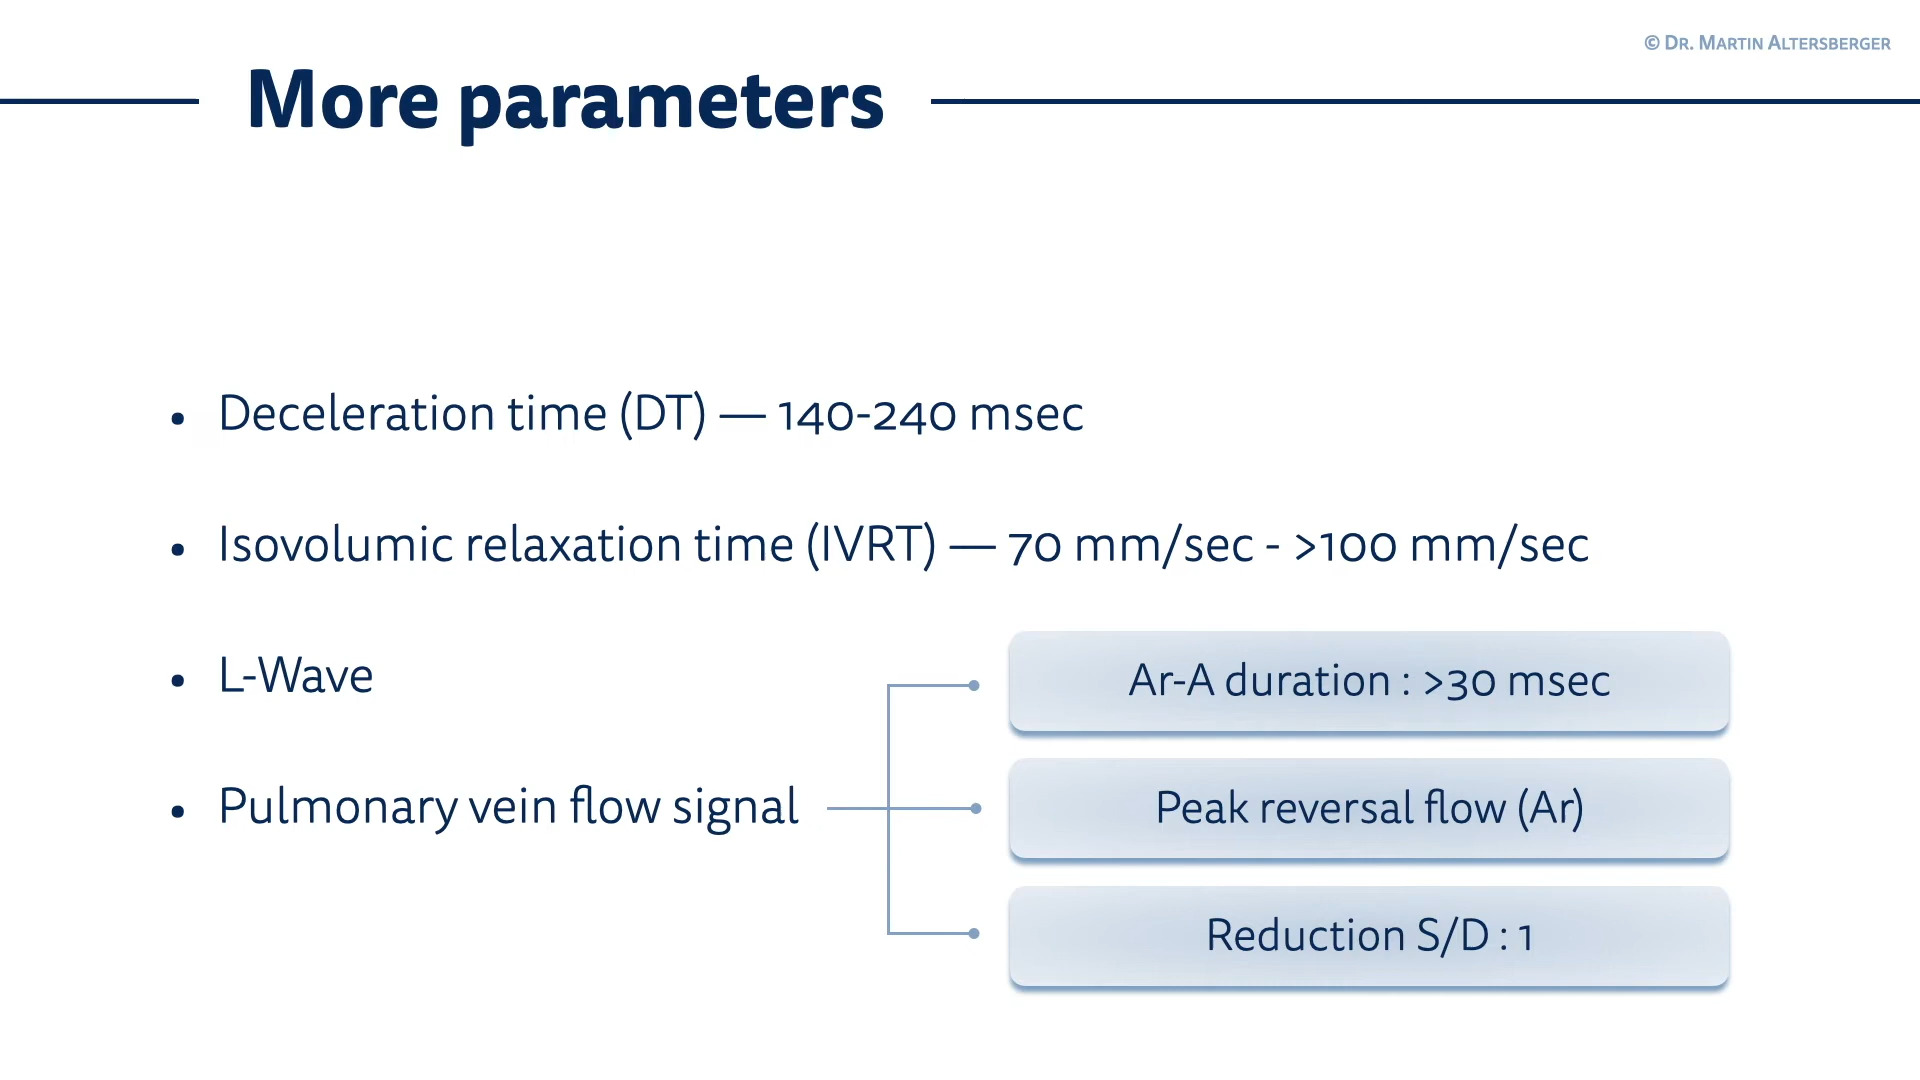 © Dr. Martin Altersberger
More parameters
• Deceleration time (DT) — 140-240 msec
• Isovolumic relaxation time (IVRT) — 70 mm/sec - >100 mm/sec
• L-Wave
• Pulmonary vein flow signal
Ar-A duration : >30 msec
Peak reversal flow (Ar)
Reduction S/D : 1